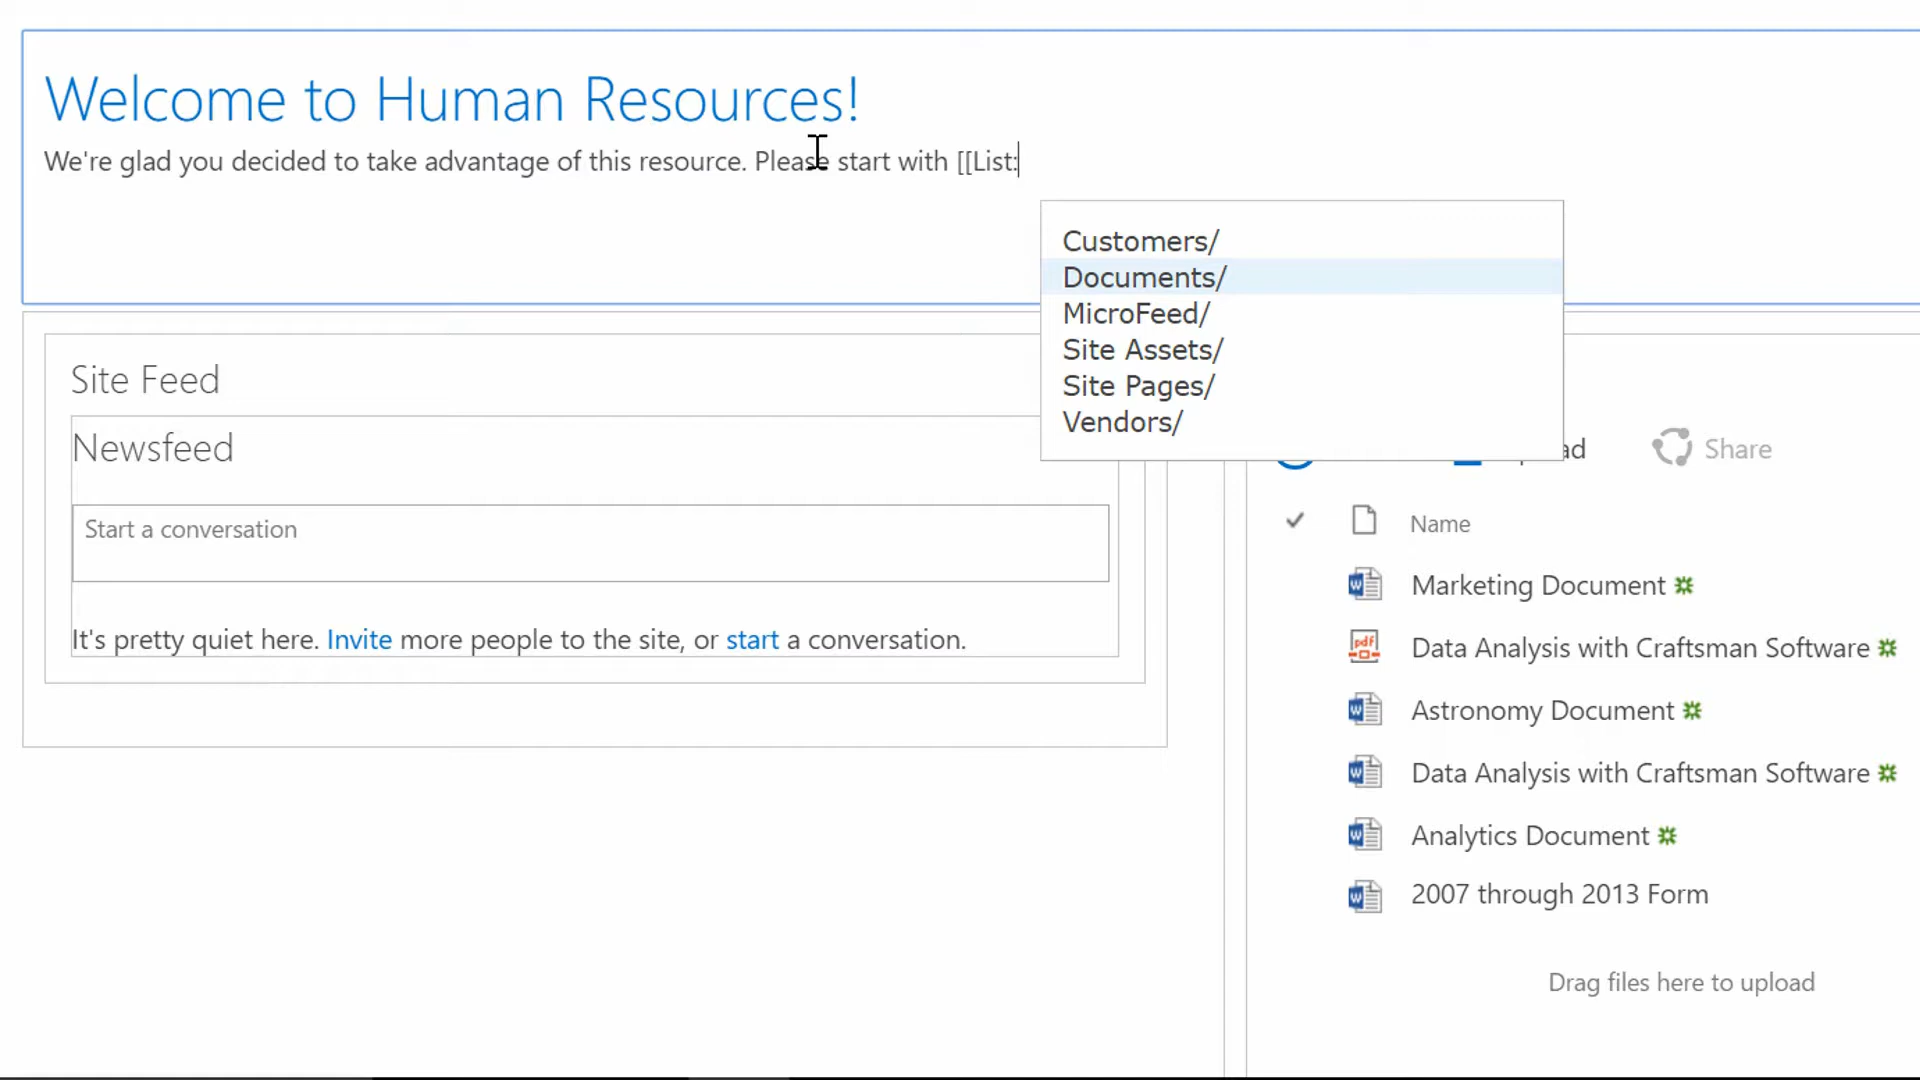 Welcome to Human Resources!
We're glad you decided to take advantage of this resource. Please start with [[List:
Customers/
Documents/
MicroFeed/
Site Assets/
Site Pages/
Vendors/
Site Feed
Newsfeed
Start a conversation
It's pretty quiet here. Invite more people to the site, or start a conversation.
Share
Name
Marketing Document
Data Analysis with Craftsman Software
Astronomy Document
Data Analysis with Craftsman Software
Analytics Document
2007 through 2013 Form
Drag files here to upload